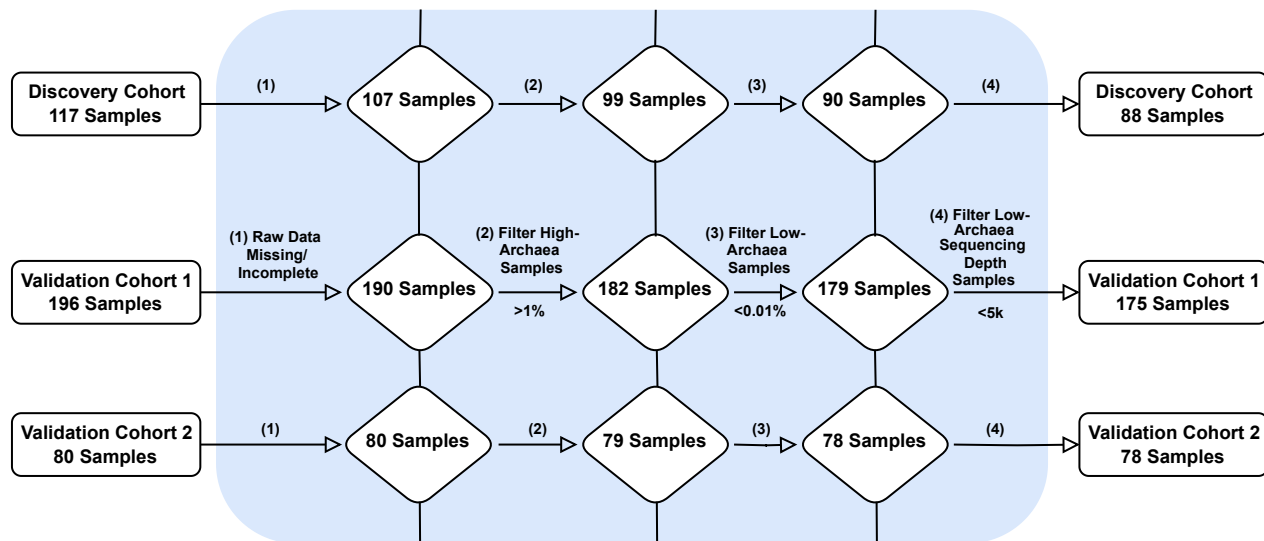 Discovery Cohort
117 Samples
(1)
107 Samples
(2)
99 Samples
(3)
90 Samples
(4)
Discovery Cohort
88 Samples
Validation Cohort 1
196 Samples
(1) Raw Data
Missing/
Incomplete
190 Samples
(2) Filter High-
Archaea
Samples
>1%
182 Samples
(3) Filter Low-
Archaea
Samples
<0.01%
179 Samples
(4) Filter Low-
Archaea
Sequencing
Depth
Samples
<5k
Validation Cohort 1
175 Samples
Validation Cohort 2
80 Samples
(1)
80 Samples
(2)
79 Samples
(3)
78 Samples
(4)
Validation Cohort 2
78 Samples